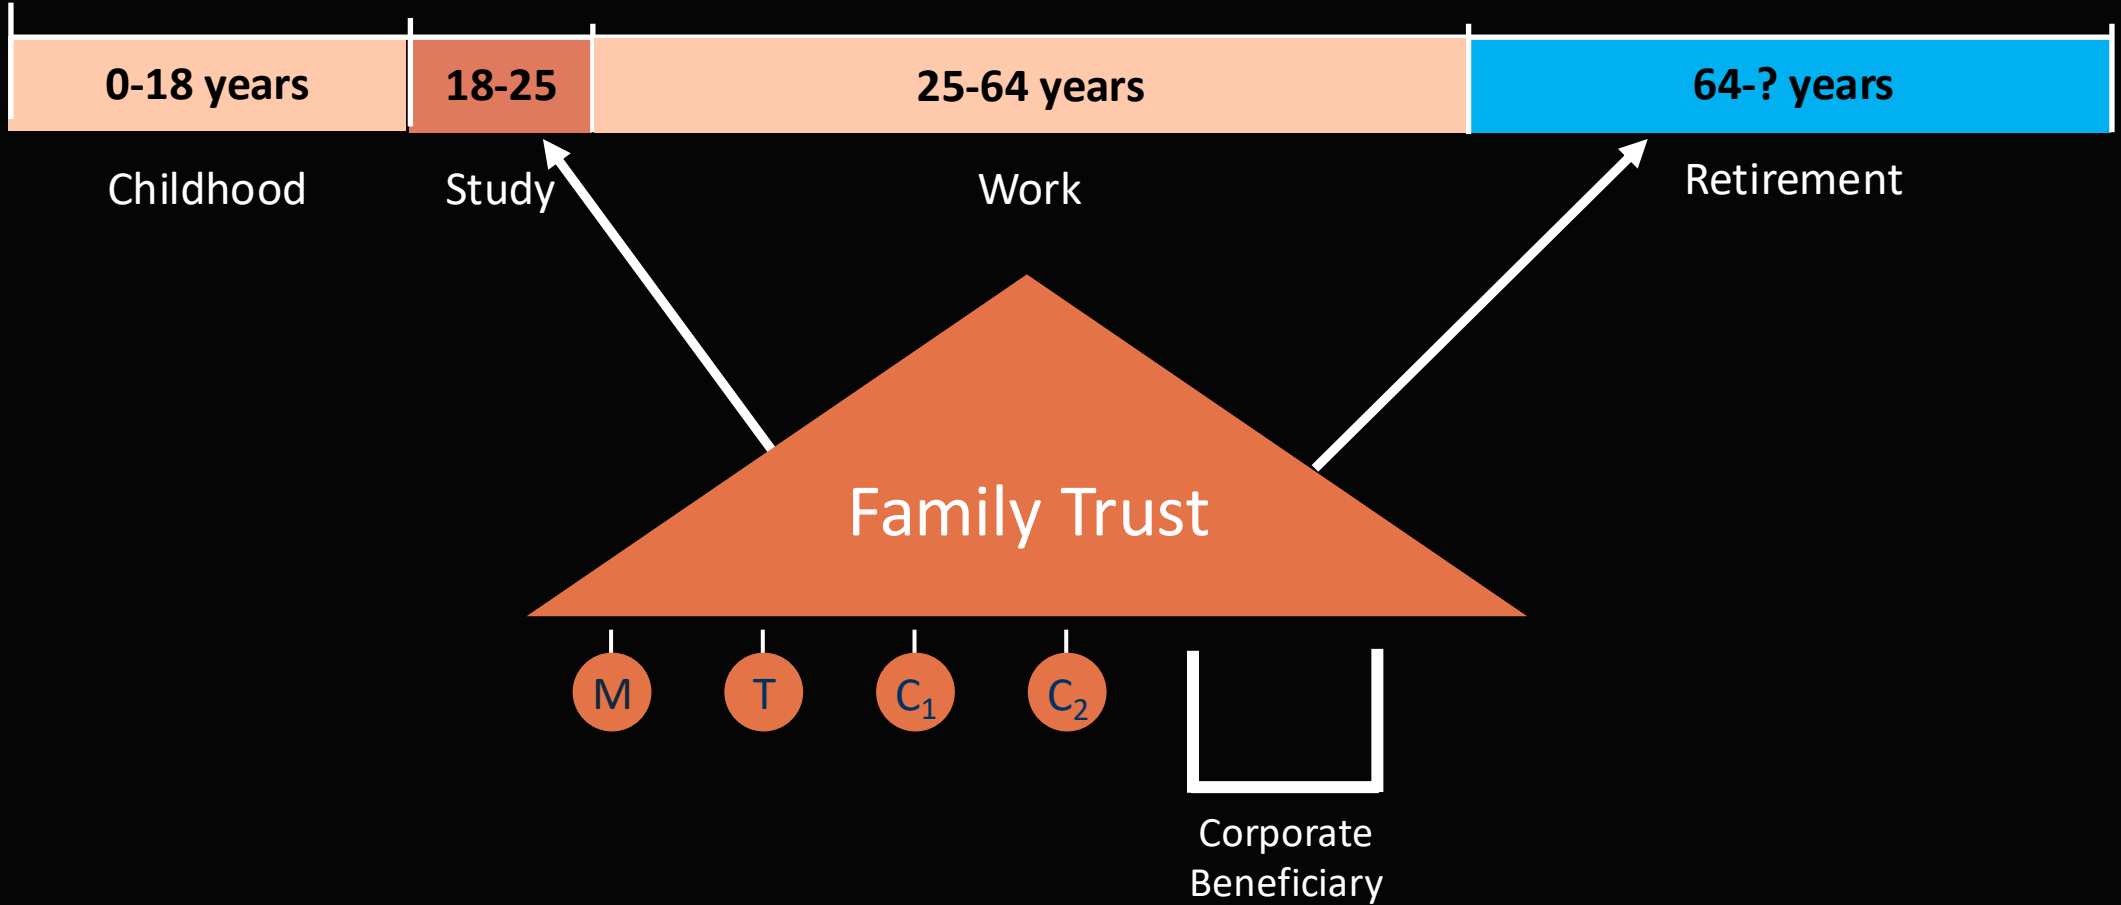 0-18 years
18-25
25-64 years
64-? years
Childhood
Study
Work
Retirement
Family Trust
M
T
C1
C2
Corporate
Beneficiary